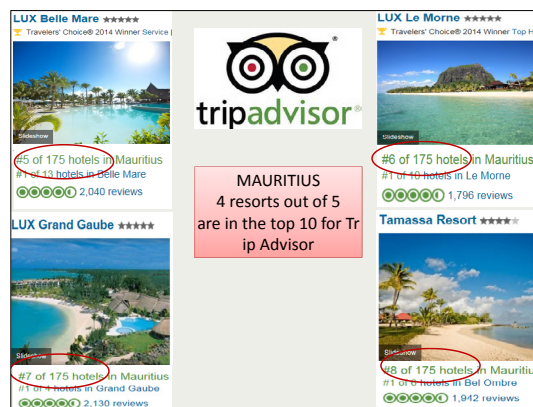 LUX Belle Mare
Travelers' Choice® 2014 Winner Service |
Slideshow
#5 of 175 hotels in Mauritius
#1 of 13 hotels in Belle Mare
2,040 reviews
LUX Grand Gaube
Slideshow
#7 of 175 hotels in Mauritius
#1 of 4 hotels in Grand Gaube
2,130 reviews
tripadvisor®
MAURITIUS
4 resorts out of 5
are in the top 10 for Tr
ip Advisor
LUX Le Morne
Travelers' Choice® 2014 Winner Top H
Slideshow
#6 of 175 hotels in Mauritius
#1 of 10 hotels in Le Morne
1,796 reviews
Tamassa Resort
Slideshow
#8 of 175 hotels in Mauritiu
#1 of 6 hotels in Bel Ombre
1,942 reviews